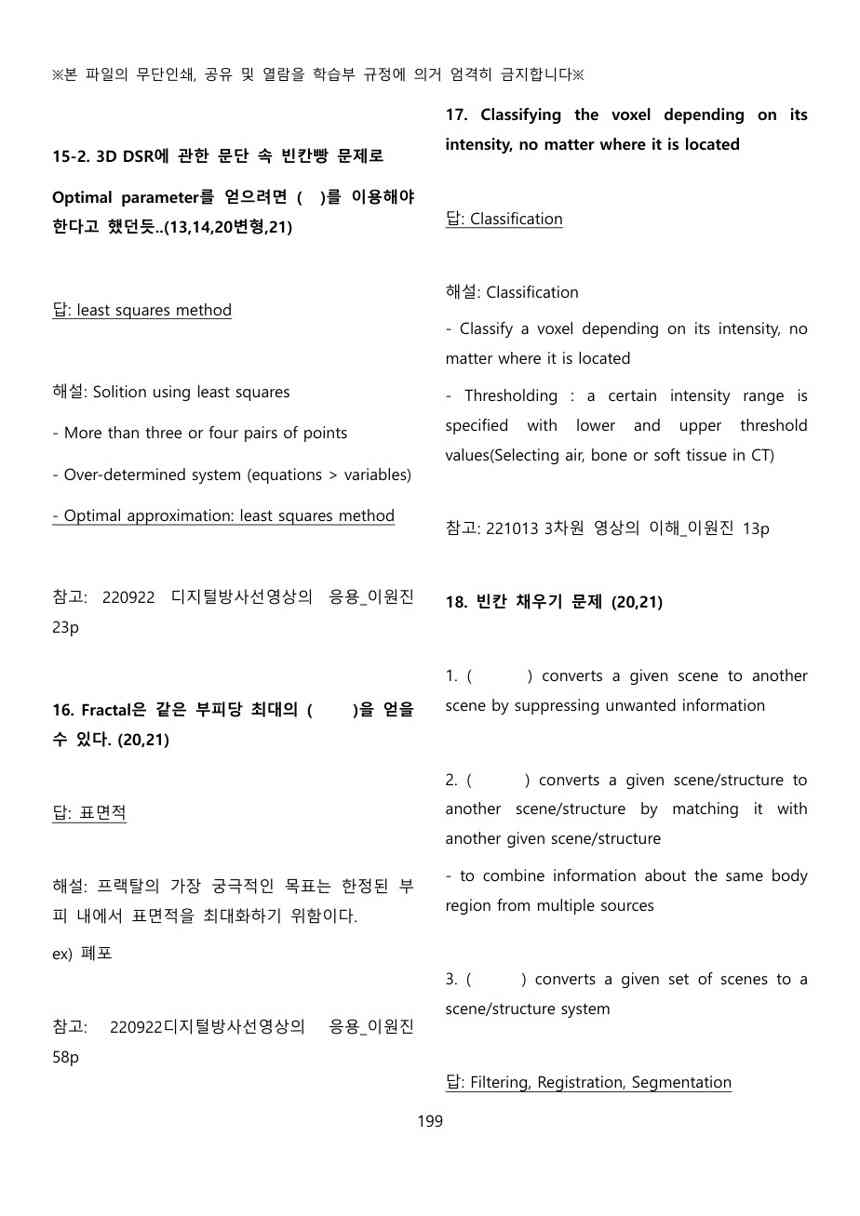 ※본 파일의 무단인쇄, 공유 및 열람을 학습부 규정에 의거 엄격히 금지합니다※
15-2. 3D DSR에 관한 문단 속 빈칸빵 문제로
Optimal parameter를 얻으려면 ( )를 이용해야
한다고 했던듯..(13,14,20변형,21)
답: least squares method
해설: Solition using least squares
- More than three or four pairs of points
- Over-determined system (equations > variables)
- Optimal approximation: least squares method
참고: 220922 디지털방사선영상의 응용_이원진
23p
16. Fractal은 같은 부피당 최대의 ( )을 얻을
수 있다. (20,21)
답: 표면적
해설: 프랙탈의 가장 궁극적인 목표는 한정된 부
피 내에서 표면적을 최대화하기 위함이다.
ex) 폐포
참고: 220922디지털방사선영상의 응용_이원진
58p
17. Classifying the voxel depending on its
intensity, no matter where it is located
답: Classification
해설: Classification
- Classify a voxel depending on its intensity, no
matter where it is located
- Thresholding : a certain intensity range is
specified with lower and upper threshold
values(Selecting air, bone or soft tissue in CT)
참고: 221013 3차원 영상의 이해_이원진 13p
18. 빈칸 채우기 문제 (20,21)
1. ( ) converts a given scene to another
scene by suppressing unwanted information
2. ( ) converts a given scene/structure to
another scene/structure by matching it with
another given scene/structure
- to combine information about the same body
region from multiple sources
3. ( ) converts a given set of scenes to a
scene/structure system
답: Filtering, Registration, Segmentation
199